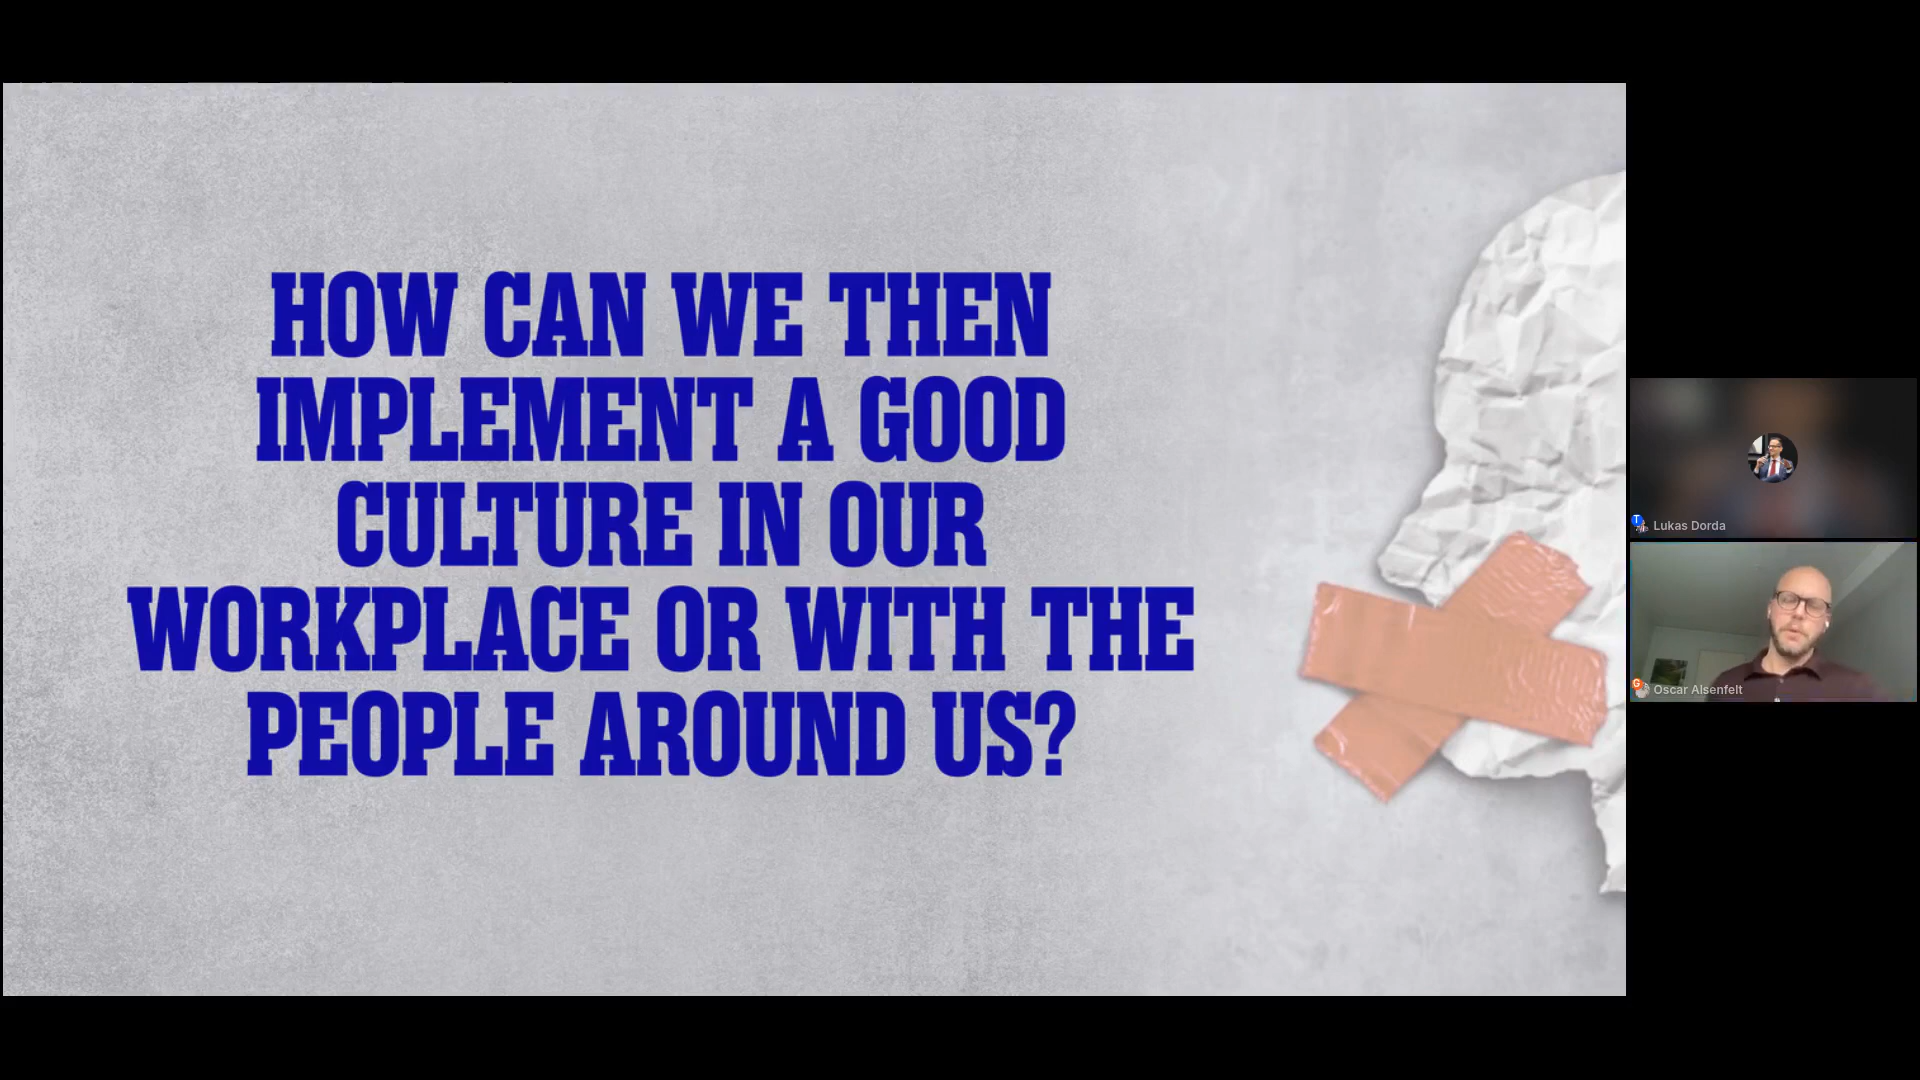 HOW CAN WE THEN
IMPLEMENT A GOOD
CULTURE IN OUR
WORKPLACE OR WITH THE
PEOPLE AROUND US?
T
Lukas Dorda
G
Oscar Alsenfelt